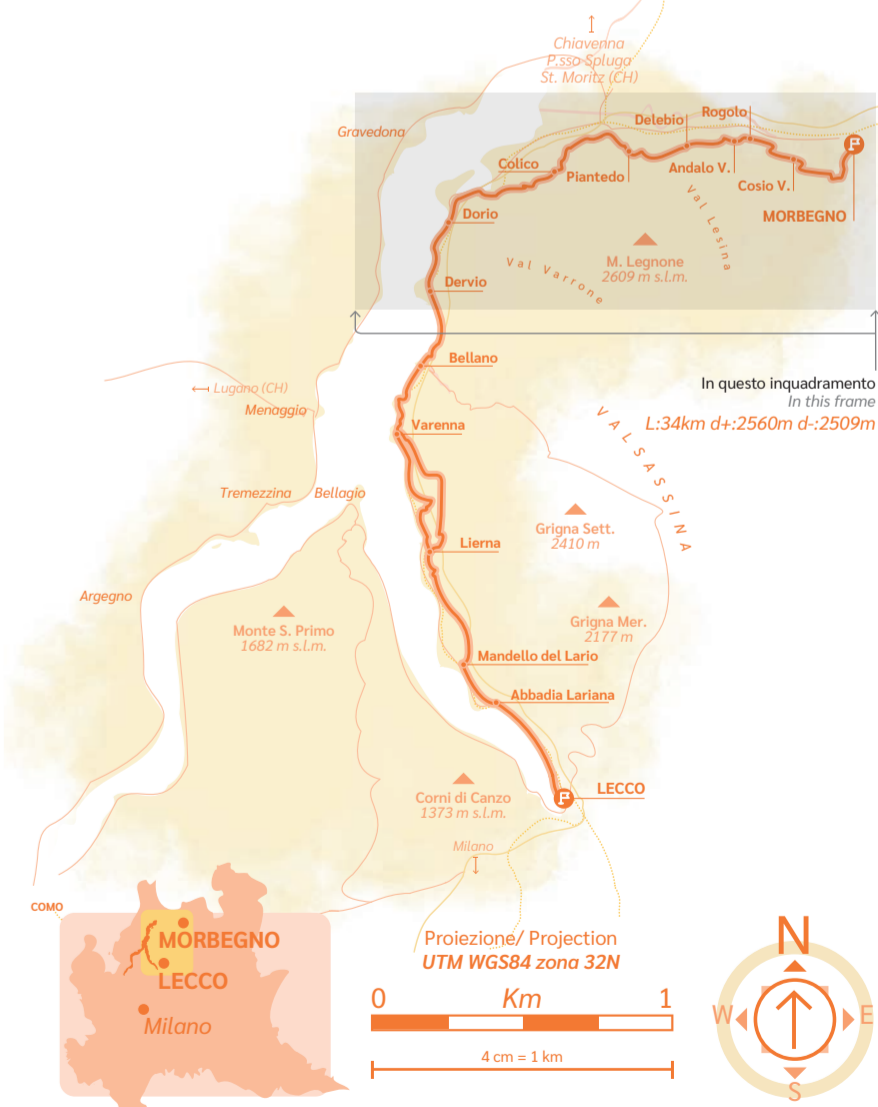 Chiavenna
P.sso Spluga
St. Moritz (CH)
Gravedona
Delebio
Rogolo
Colico
Piantedo
Andalo V.
Cosio V.
MORBEGNO
Dorio
Val Lesina
Val Varrone
M. Legnone
2609 m s.l.m.
Dervio
Bellano
Lugano (CH)
Menaggio
In questo inquadramento
In this frame
L:34km d+:2560m d-:2509m
Varenna
VALSASSINA
Tremezzina
Bellagio
Grigna Sett.
2410 m
Lierna
Argegno
Grigna Mer.
2177 m
Monte S. Primo
1682 m s.l.m.
Mandello del Lario
Abbadia Lariana
LECCO
Corni di Canzo
1373 m s.l.m.
Milano
COMO
MORBEGNO
LECCO
Milano
Proiezione/ Projection
UTM WGS84 zona 32N
0 Km 1
4 cm = 1 km
N
W E
S